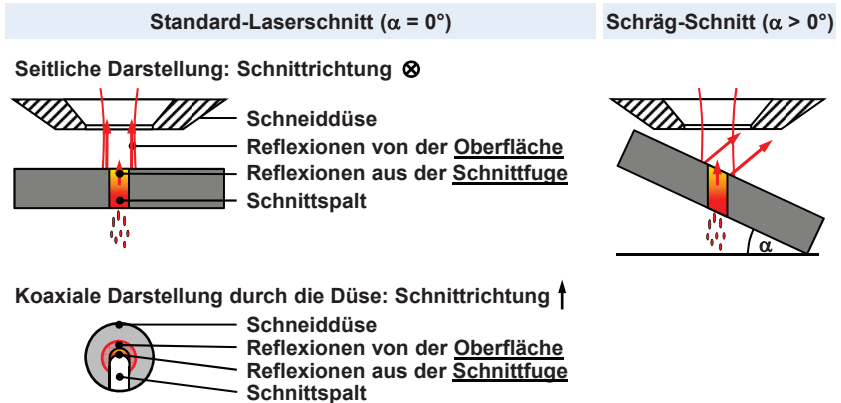 Standard-Laserschnitt (α = 0°)
Schräg-Schnitt (α > 0°)
Seitliche Darstellung: Schnittrichtung ⊗
Schneiddüse
Reflexionen von der Oberfläche
Reflexionen aus der Schnittfuge
Schnittspalt
α
Koaxiale Darstellung durch die Düse: Schnittrichtung ↑
Schneiddüse
Reflexionen von der Oberfläche
Reflexionen aus der Schnittfuge
Schnittspalt